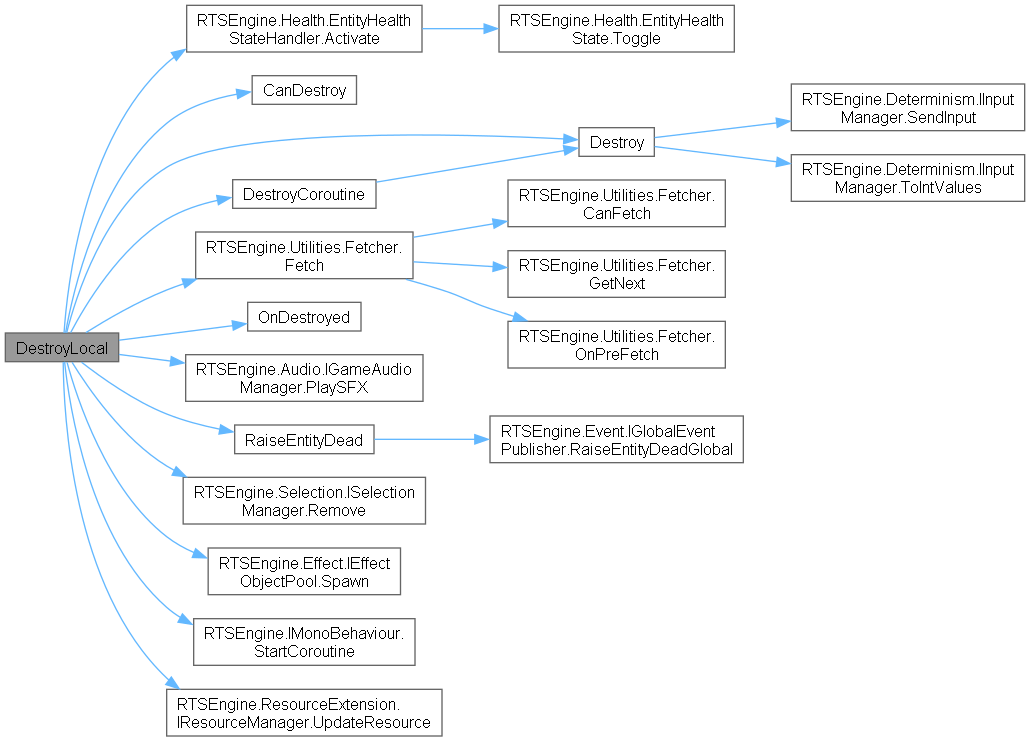 RTSEngine.Health.EntityHealth
StateHandler.Activate
RTSEngine.Health.EntityHealth
State.Toggle
CanDestroy
RTSEngine.Determinism.IInput
Manager.SendInput
Destroy
RTSEngine.Determinism.IInput
Manager.ToIntValues
DestroyCoroutine
RTSEngine.Utilities.Fetcher.
CanFetch
RTSEngine.Utilities.Fetcher.
Fetch
RTSEngine.Utilities.Fetcher.
GetNext
OnDestroyed
RTSEngine.Utilities.Fetcher.
OnPreFetch
DestroyLocal
RTSEngine.Audio.IGameAudio
Manager.PlaySFX
RaiseEntityDead
RTSEngine.Event.IGlobalEvent
Publisher.RaiseEntityDeadGlobal
RTSEngine.Selection.ISelection
Manager.Remove
RTSEngine.Effect.IEffect
ObjectPool.Spawn
RTSEngine.IMonoBehaviour.
StartCoroutine
RTSEngine.ResourceExtension.
IResourceManager.UpdateResource